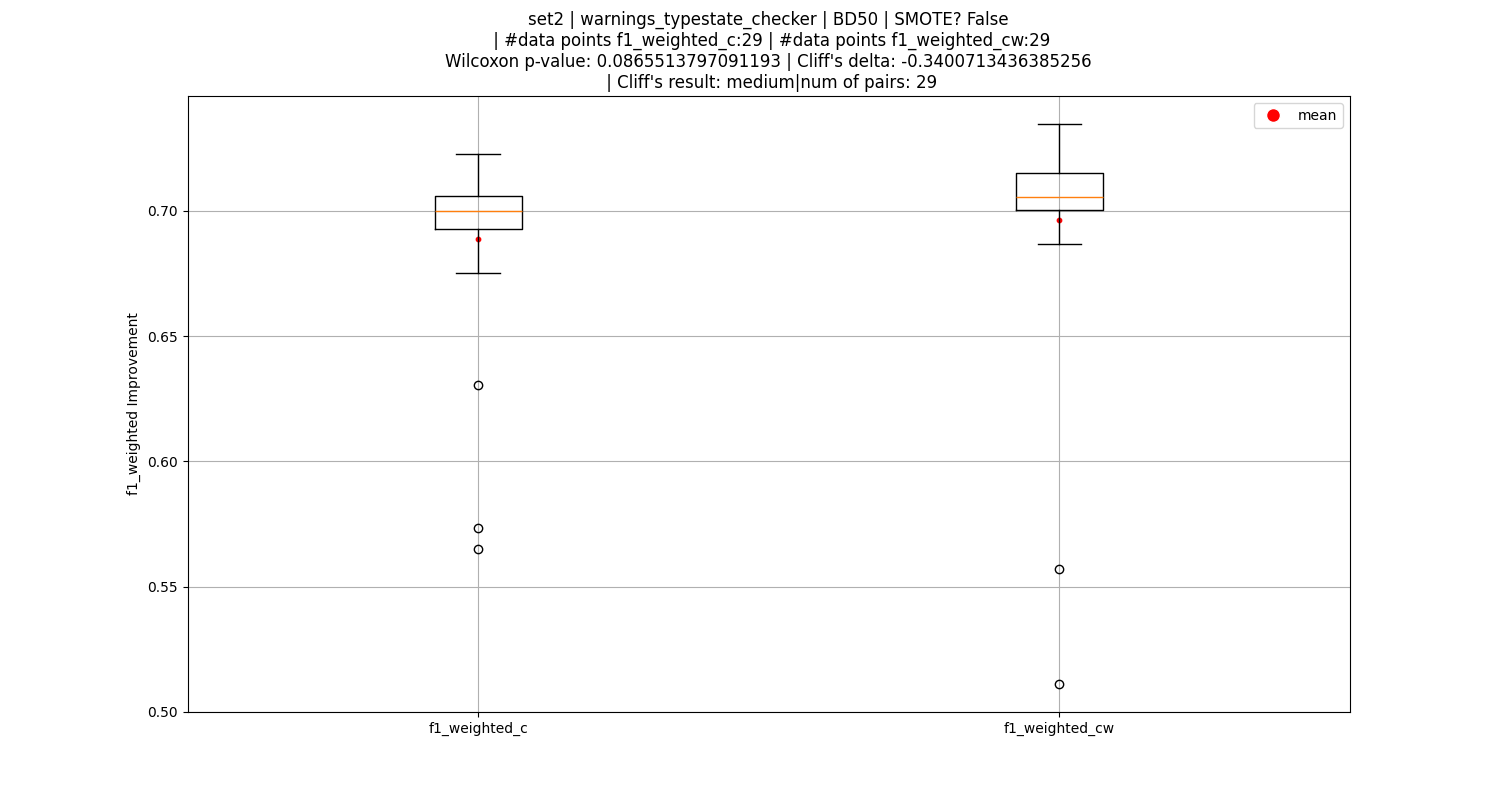 set2 | warnings_typestate_checker | BD50 | SMOTE? False
| #data points f1_weighted_c:29 | #data points f1_weighted_cw:29
Wilcoxon p-value: 0.0865513797091193 | Cliff's delta: -0.3400713436385256
| Cliff's result: medium|num of pairs: 29
mean
0.70
0.65
0.60
0.55
0.50
f1_weighted Improvement
f1_weighted_c
f1_weighted_cw